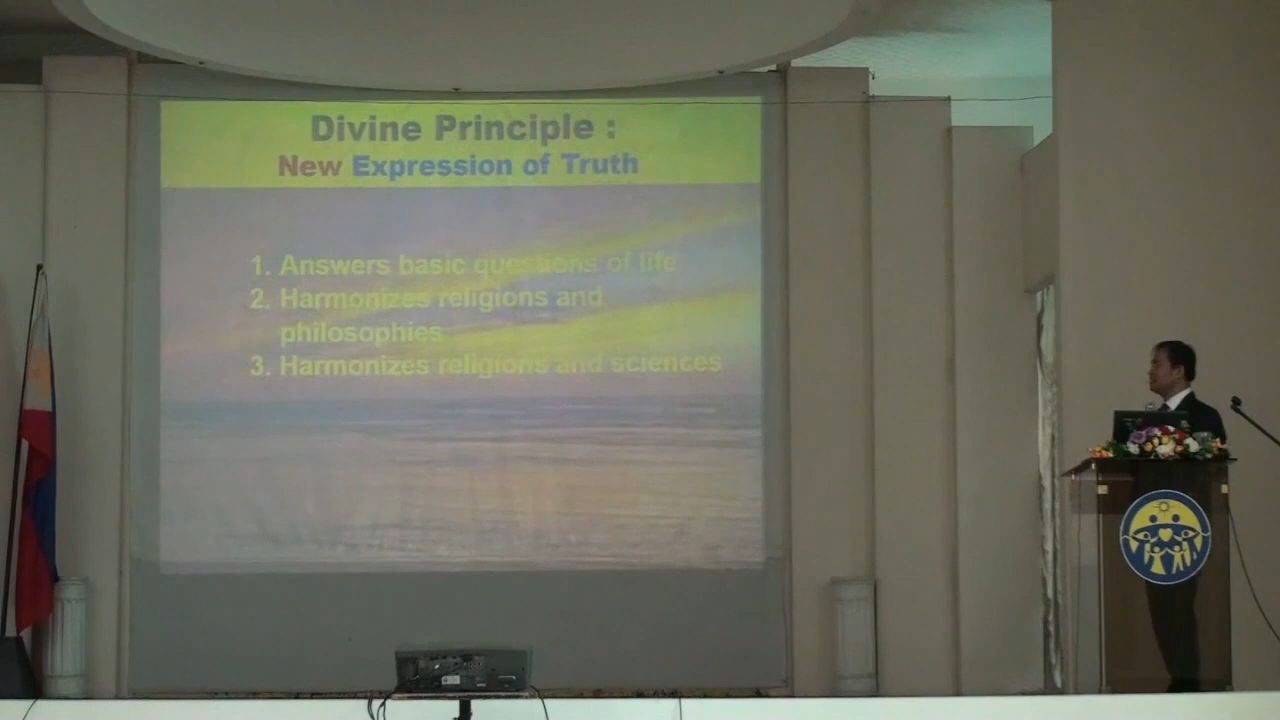 Divine Principle :
New Expression of Truth
1. Answers basic questions of life
2. Harmonizes religions and
philosophies
3. Harmonizes religions and sciences